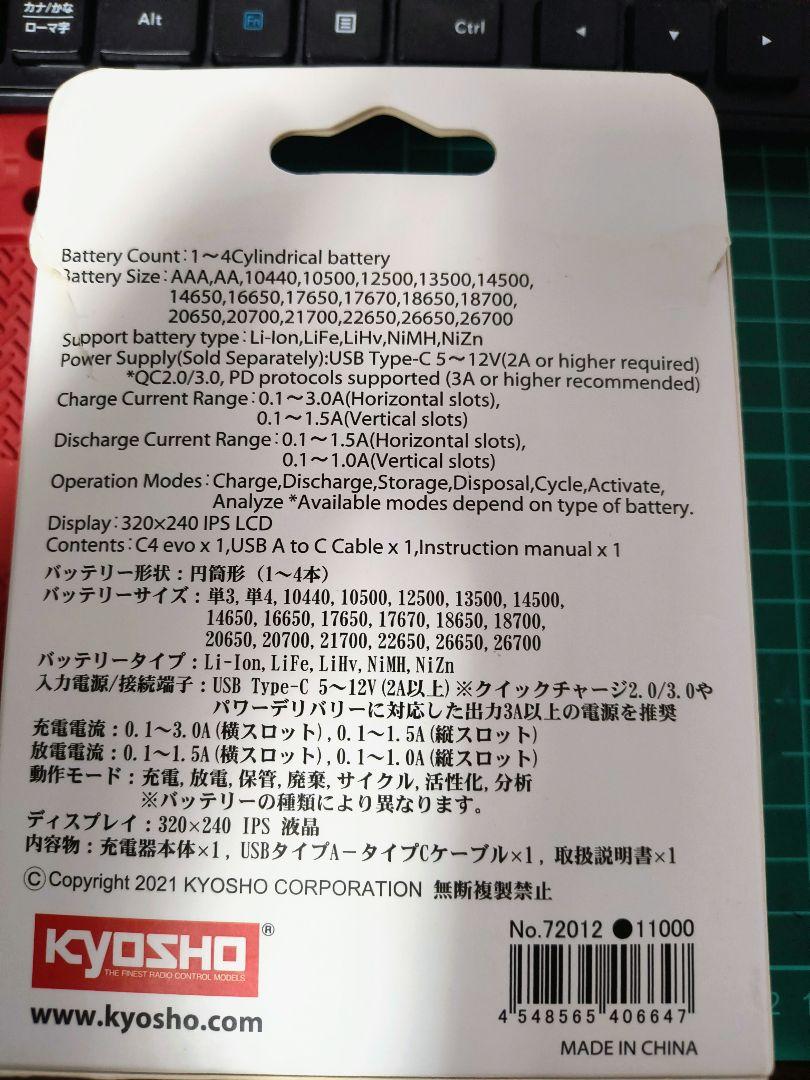 カナ/かな
ローマ字
Alt
Fn
Ctrl
Battery Count:1～4Cylindrical battery
Battery Size:AAA,AA,10440,10500,12500,13500,14500,
14650,16650,17650,17670,18650,18700,
20650,20700,21700,22650,26650,26700
Support battery type:Li-Ion,LiFe,LiHv,NiMH,NiZn
Power Supply(Sold Separately):USB Type-C 5～12V(2A or higher required)
*QC2.0/3.0, PD protocols supported (3A or higher recommended)
Charge Current Range:0.1～3.0A(Horizontal slots),
0.1～1.5A(Vertical slots)
Discharge Current Range:0.1～1.5A(Horizontal slots),
0.1～1.0A(Vertical slots)
Operation Modes:Charge,Discharge,Storage,Disposal,Cycle,Activate,
Analyze *Available modes depend on type of battery.
Display:320×240 IPS LCD
Contents:C4 evo x 1,USB A to C Cable x 1,Instruction manual x 1
バッテリー形状：円筒形（1～4本）
バッテリーサイズ：単3, 単4, 10440, 10500, 12500, 13500, 14500,
14650, 16650, 17650, 17670, 18650, 18700,
20650, 20700, 21700, 22650, 26650, 26700
バッテリータイプ：Li-Ion, LiFe, LiHv, NiMH, NiZn
入力電源/接続端子：USB Type-C 5～12V(2A以上)※クイックチャージ2.0/3.0や
パワーデリバリーに対応した出力3A以上の電源を推奨
充電電流：0.1～3.0A(横スロット), 0.1～1.5A(縦スロット)
放電電流：0.1～1.5A(横スロット), 0.1～1.0A(縦スロット)
動作モード：充電, 放電, 保管, 廃棄, サイクル, 活性化, 分析
※バッテリーの種類により異なります。
ディスプレイ：320×240 IPS 液晶
内容物：充電器本体×1, USBタイプA－タイプCケーブル×1, 取扱説明書×1
©Copyright 2021 KYOSHO CORPORATION 無断複製禁止
KYOSHO®
THE FINEST RADIO CONTROL MODELS
www.kyosho.com
No.72012 ●11000
4 548565 406647
MADE IN CHINA